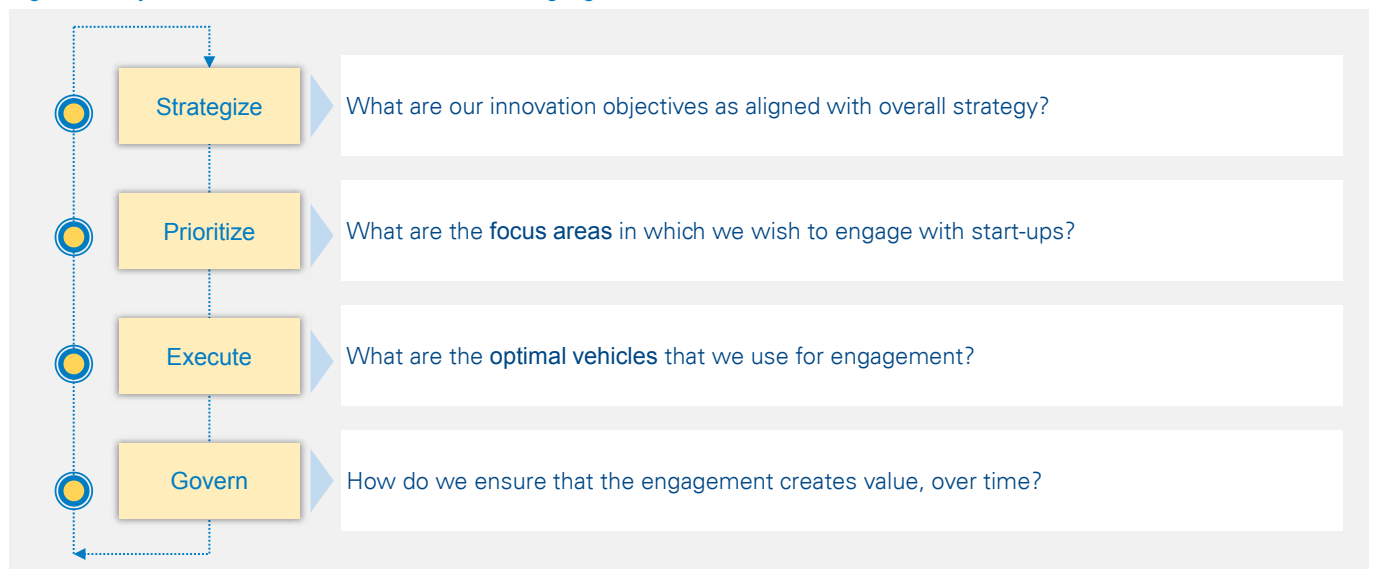 Strategize
What are our innovation objectives as aligned with overall strategy?
Prioritize
What are the focus areas in which we wish to engage with start-ups?
Execute
What are the optimal vehicles that we use for engagement?
Govern
How do we ensure that the engagement creates value, over time?